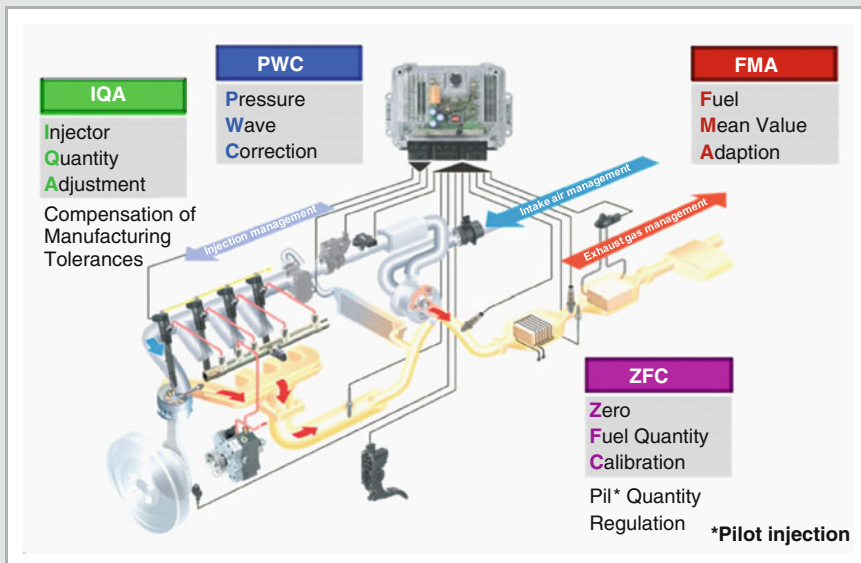 IQA
Injector
Quantity
Adjustment
Compensation of
Manufacturing
Tolerances
PWC
Pressure
Wave
Correction
FMA
Fuel
Mean Value
Adaption
Injection management
Intake air management
Exhaust gas management
ZFC
Zero
Fuel Quantity
Calibration
Pil* Quantity
Regulation
*Pilot injection